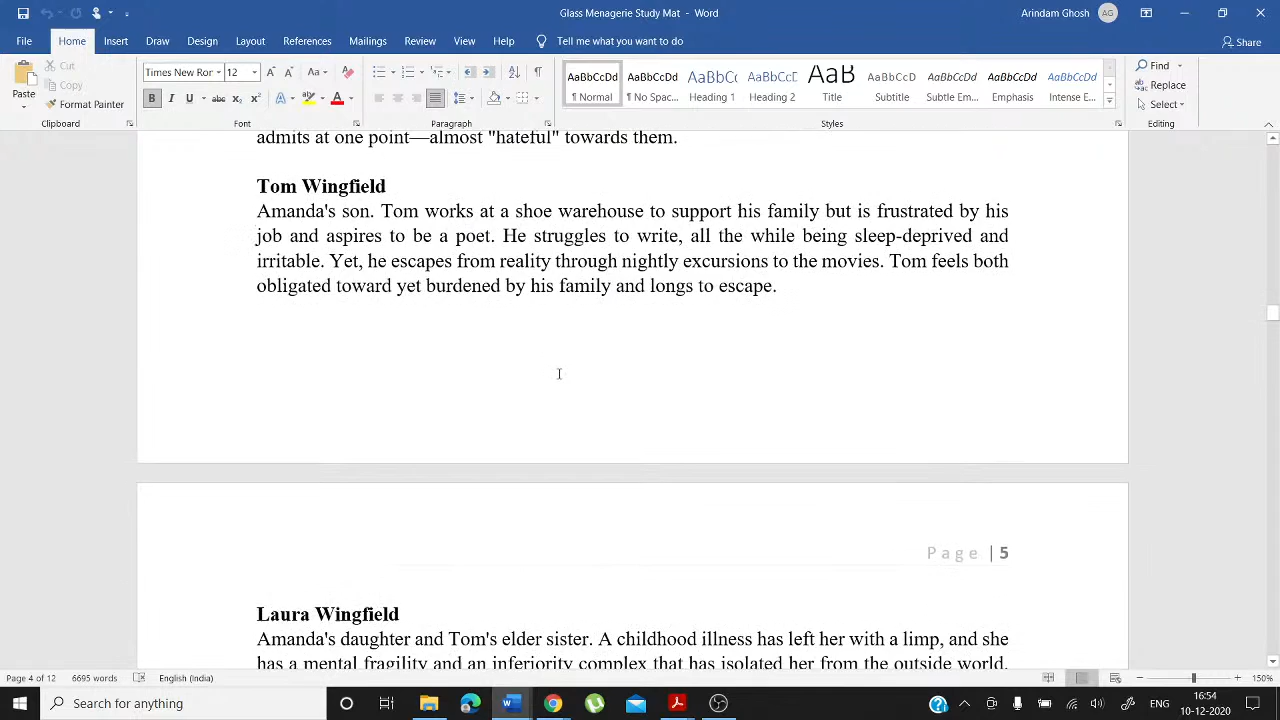 Glass Menagerie Study Mat - Word
Arindam Ghosh AG
File Home Insert Draw Design Layout References Mailings Review View Help Tell me what you want to do Share
Paste
Cut
Copy
Format Painter
Clipboard
Times New Ror 12
Font
Paragraph
AaBbCcDd AaBbCcDd AaBbCc AaBbCcD AaB AaBbCcDd AaBbCcDd AaBbCcDd AaBbCcDd
¶ Normal ¶ No Spac... Heading 1 Heading 2 Title Subtitle Subtle Em... Emphasis Intense E...
Styles
Find
Replace
Select
Editing
admits at one point—almost "hateful" towards them.
Tom Wingfield
Amanda's son. Tom works at a shoe warehouse to support his family but is frustrated by his
job and aspires to be a poet. He struggles to write, all the while being sleep-deprived and
irritable. Yet, he escapes from reality through nightly excursions to the movies. Tom feels both
obligated toward yet burdened by his family and longs to escape.
Page | 5
Laura Wingfield
Amanda's daughter and Tom's elder sister. A childhood illness has left her with a limp, and she
has a mental fragility and an inferiority complex that has isolated her from the outside world.
Page 4 of 12 6695 words English (India) 150%
Search for anything
ENG
16:54
10-12-2020